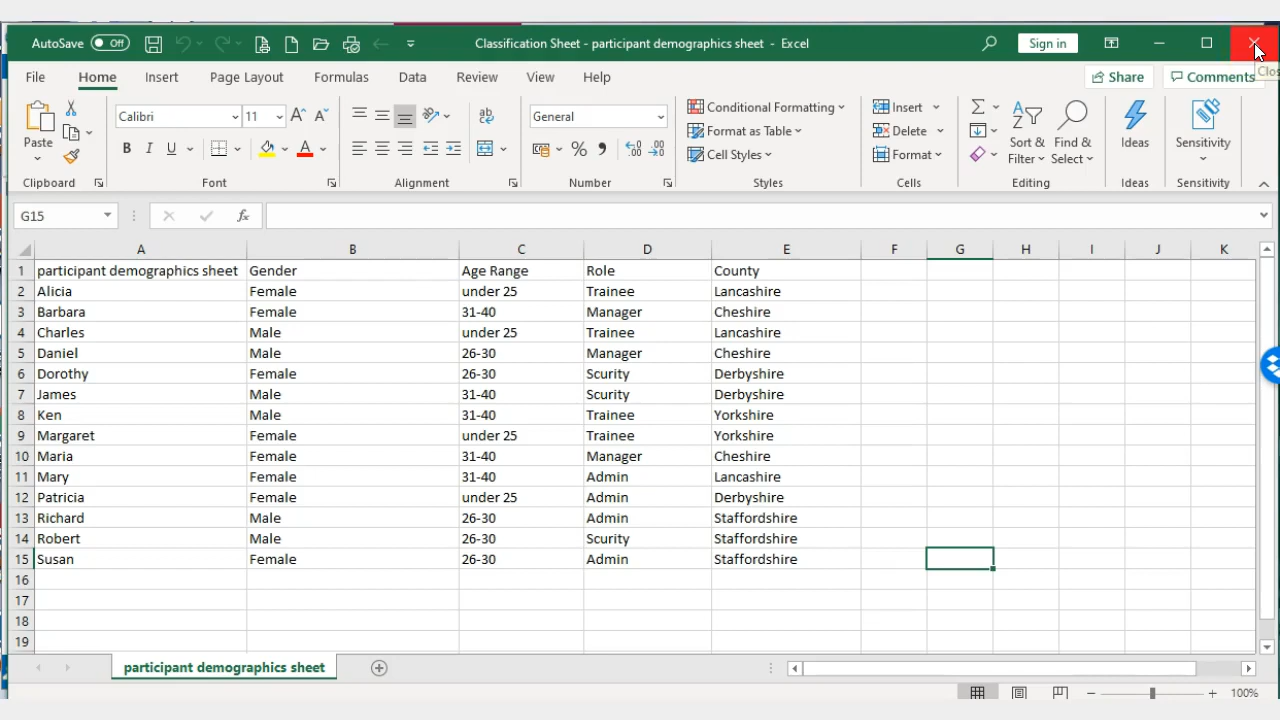 AutoSave Off Classification Sheet - participant demographics sheet - Excel Sign in
File Home Insert Page Layout Formulas Data Review View Help Share Comments
Calibri 11 General Conditional Formatting Insert
Paste Format as Table Delete Sort & Filter Find & Select Ideas Sensitivity
B I U Cell Styles Format
Clipboard Font Alignment Number Styles Cells Editing Ideas Sensitivity
G15 fx
A B C D E F G H I J K
1 participant demographics sheet Gender Age Range Role County
2 Alicia Female under 25 Trainee Lancashire
3 Barbara Female 31-40 Manager Cheshire
4 Charles Male under 25 Trainee Lancashire
5 Daniel Male 26-30 Manager Cheshire
6 Dorothy Female 26-30 Scurity Derbyshire
7 James Male 31-40 Scurity Derbyshire
8 Ken Male 31-40 Trainee Yorkshire
9 Margaret Female under 25 Trainee Yorkshire
10 Maria Female 31-40 Manager Cheshire
11 Mary Female 31-40 Admin Lancashire
12 Patricia Female under 25 Admin Derbyshire
13 Richard Male 26-30 Admin Staffordshire
14 Robert Male 26-30 Scurity Staffordshire
15 Susan Female 26-30 Admin Staffordshire
16
17
18
19
participant demographics sheet
100%